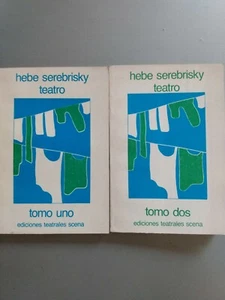 hebe serebrisky
teatro
tomo uno
ediciones teatrales scena
hebe serebrisky
teatro
tomo dos
ediciones teatrales scena